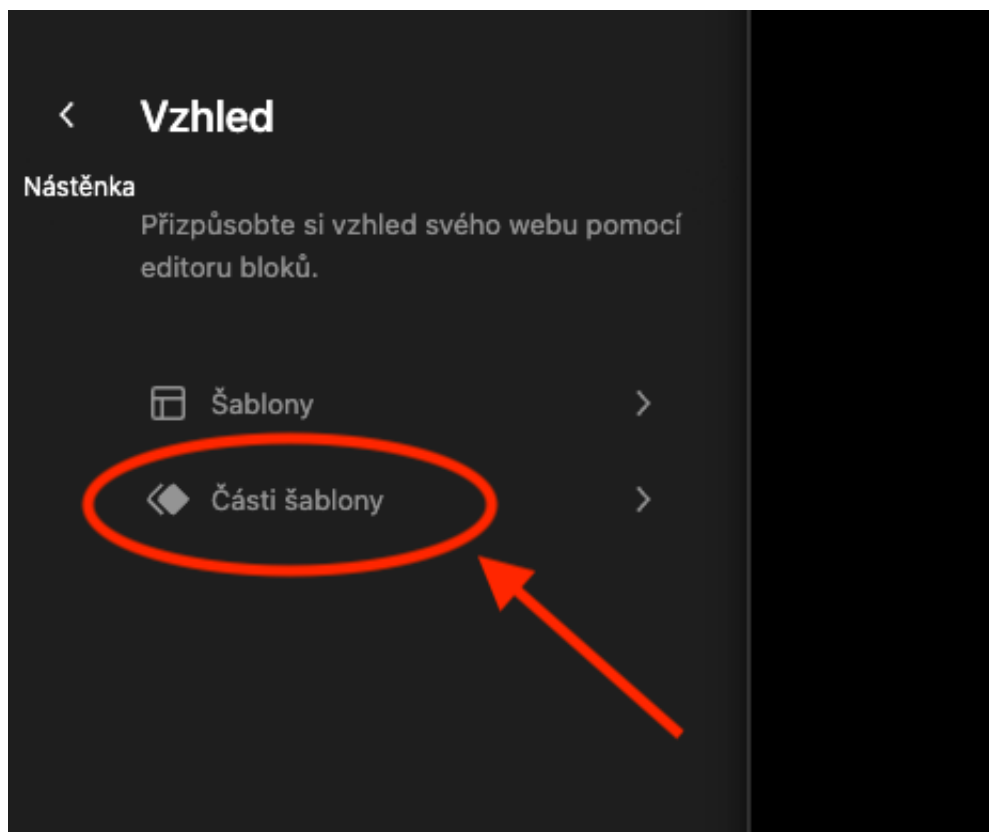 Vzhled
Nástěnka
Přizpůsobte si vzhled svého webu pomocí
editoru bloků.
Šablony
Části šablony